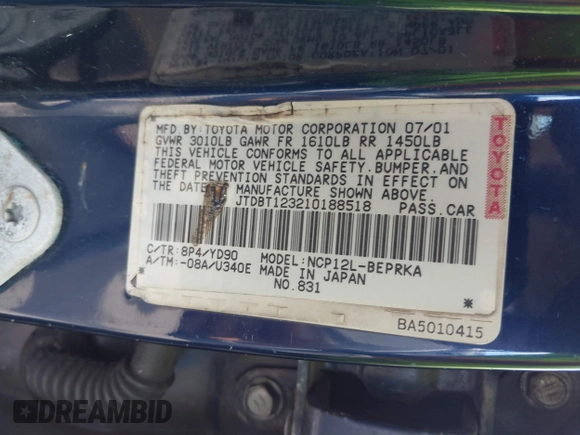 MFD.BY:TOYOTA MOTOR CORPORATION 07/01
GVWR 3010LB GAWR FR 1610LB RR 1450LB
THIS VEHICLE CONFORMS TO ALL APPLICABLE
FEDERAL MOTOR VEHICLE SAFETY,BUMPER,AND
THEFT PREVENTION STANDARDS IN EFFECT ON
THE DATE OF MANUFACTURE SHOWN ABOVE.
JTDBT123210188518 PASS.CAR
C/TR:8P4/YD90 MODEL:NCP12L-BEPRKA
A/TM:-08A/U340E MADE IN JAPAN
NO.831
TOYOTA
BA5010415
DREAMBID